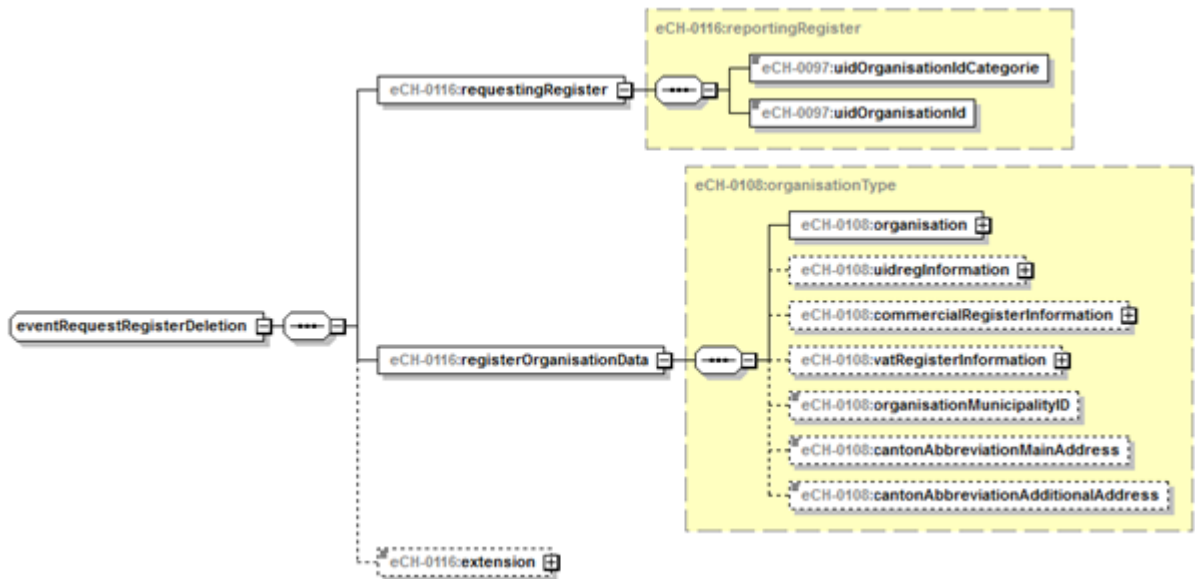 eCH-0116:reportingRegister
eCH-0097:uidOrganisationIdCategorie
eCH-0116:requestingRegister
eCH-0097:uidOrganisationId
eCH-0108:organisationType
eCH-0108:organisation
eCH-0108:uidregInformation
eCH-0108:commercialRegisterInformation
eventRequestRegisterDeletion
eCH-0116:registerOrganisationData
eCH-0108:vatRegisterInformation
eCH-0108:organisationMunicipalityID
eCH-0108:cantonAbbreviationMainAddress
eCH-0108:cantonAbbreviationAdditionalAddress
eCH-0116:extension